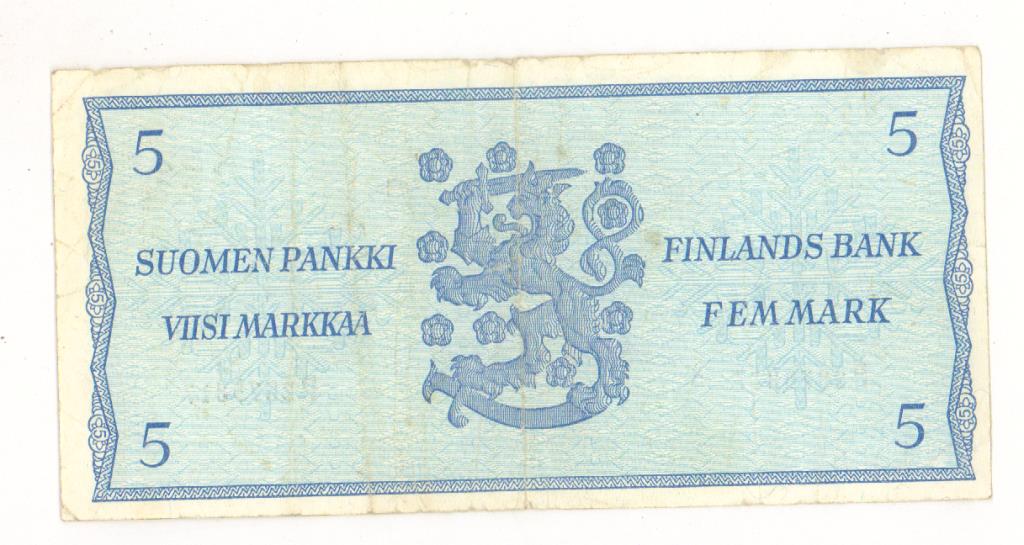 5 5
SUOMEN PANKKI FINLANDS BANK
VIISI MARKKAA FEM MARK
5 5